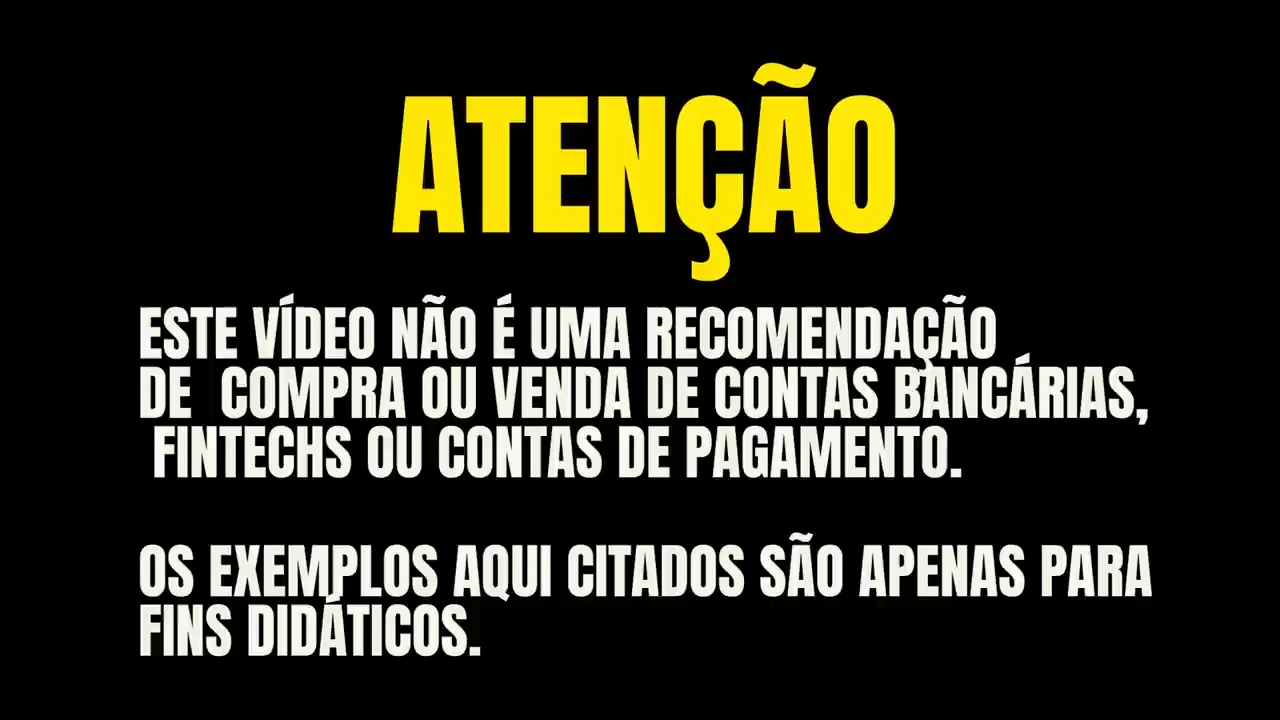 ATENÇÃO
ESTE VÍDEO NÃO É UMA RECOMENDAÇÃO
DE COMPRA OU VENDA DE CONTAS BANCÁRIAS,
FINTECHS OU CONTAS DE PAGAMENTO.
OS EXEMPLOS AQUI CITADOS SÃO APENAS PARA
FINS DIDÁTICOS.